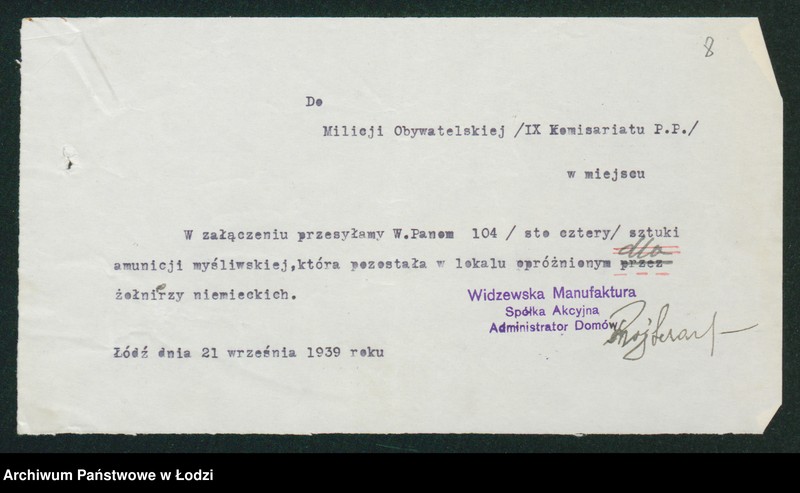 8
Do
Milicji Obywatelskiej /IX Komisariatu P.P./
w miejscu
W załączeniu przesyłamy W.Panom 104 / sto cztery/ sztuki
dla
amunicji myśliwskiej,która pozostała w lokalu opróżnionym przez
żołnierzy niemieckich.
Widzewska Manufaktura
Spółka Akcyjna
Administrator Domów
Łódź dnia 21 września 1939 roku
Archiwum Państwowe w Łodzi